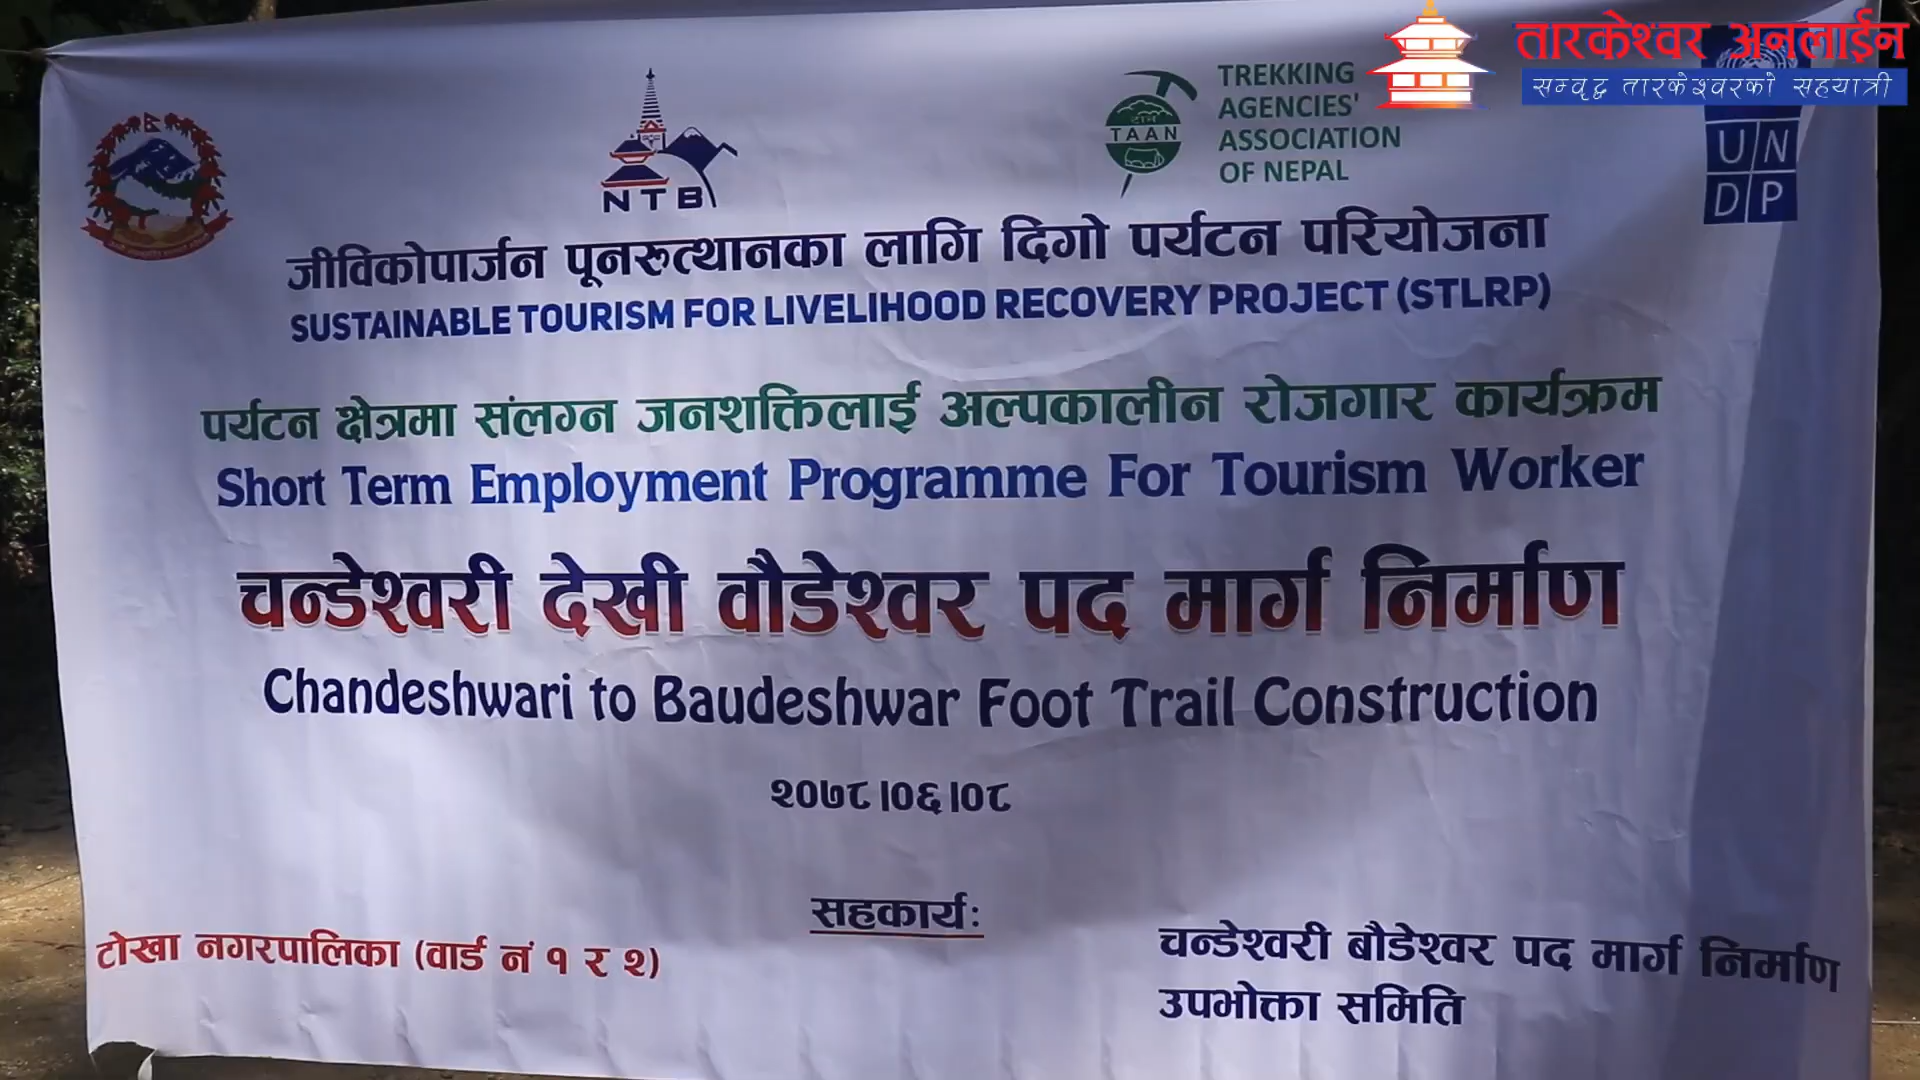 तारकेश्वर अनलाईन
सम्वृद्व तारकेश्वरको सहयात्री
NTB
टान
TAAN
TREKKING
AGENCIES'
ASSOCIATION
OF NEPAL
UN
DP
जीविकोपार्जन पूनरुत्थानका लागि दिगो पर्यटन परियोजना
SUSTAINABLE TOURISM FOR LIVELIHOOD RECOVERY PROJECT (STLRP)
पर्यटन क्षेत्रमा संलग्न जनशक्तिलाई अल्पकालीन रोजगार कार्यक्रम
Short Term Employment Programme For Tourism Worker
चन्डेश्वरी देखी वौडेश्वर पद मार्ग निर्माण
Chandeshwari to Baudeshwar Foot Trail Construction
२०७८।०६।०८
सहकार्य:
टोखा नगरपालिका (वार्ड नं १ र २)
चन्डेश्वरी बौडेश्वर पद मार्ग निर्माण
उपभोक्ता समिति